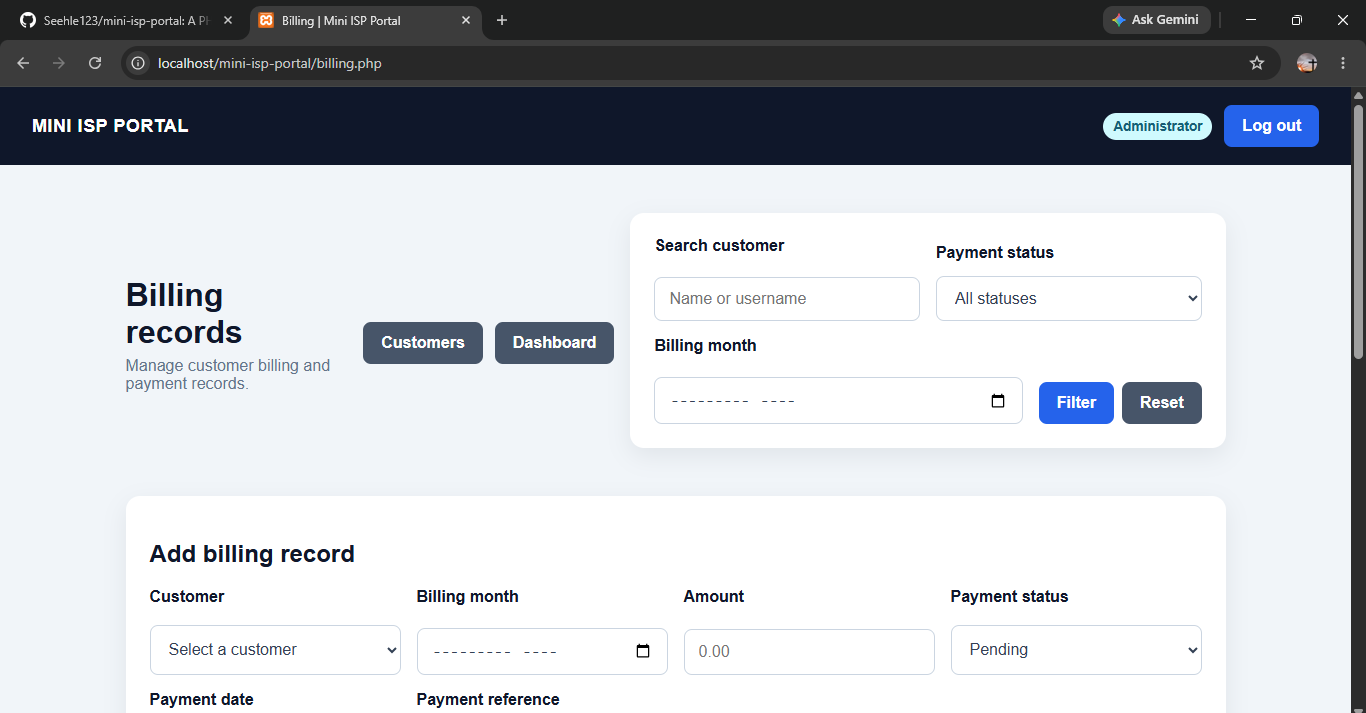 Seehle123/mini-isp-portal: A PH
Billing | Mini ISP Portal
Ask Gemini
localhost/mini-isp-portal/billing.php
MINI ISP PORTAL
Administrator
Log out
Billing
records
Manage customer billing and
payment records.
Customers
Dashboard
Search customer
Payment status
Name or username
All statuses
Billing month
--------- ----
Filter
Reset
Add billing record
Customer
Billing month
Amount
Payment status
Select a customer
--------- ----
0.00
Pending
Payment date
Payment reference